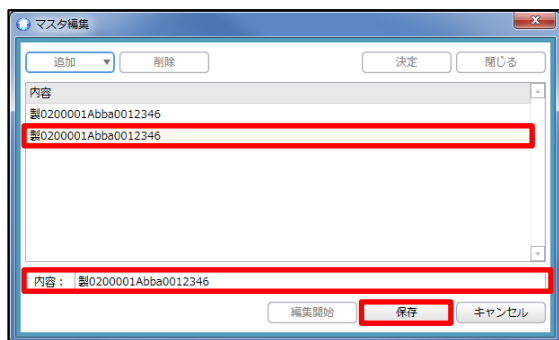 マスタ編集
追加 削除 決定 閉じる
内容
製0200001Abba0012346
製0200001Abba0012346
内容： 製0200001Abba0012346
編集開始 保存 キャンセル